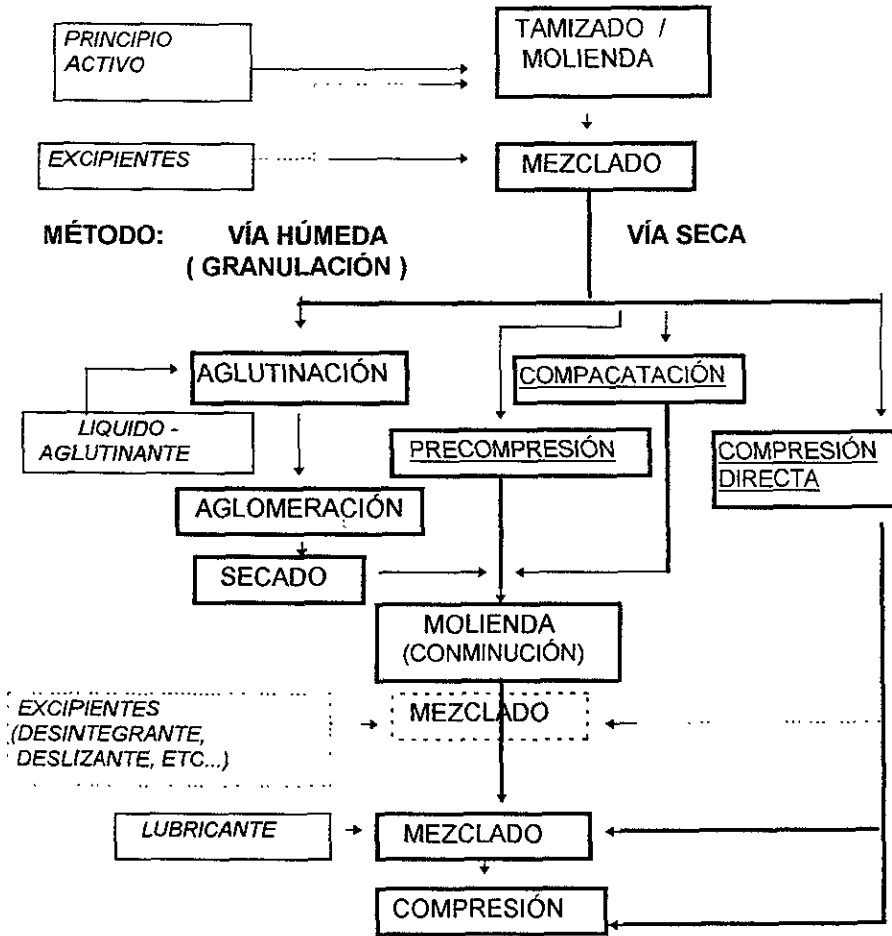 PRINCIPIO
ACTIVO
TAMIZADO /
MOLIENDA
EXCIPIENTES
MEZCLADO
MÉTODO: VÍA HÚMEDA
( GRANULACIÓN )
VÍA SECA
AGLUTINACIÓN
COMPACATACIÓN
LIQUIDO -
AGLUTINANTE
PRECOMPRESIÓN
COMPRESIÓN
DIRECTA
AGLOMERACIÓN
SECADO
MOLIENDA
(CONMINUCIÓN)
EXCIPIENTES
(DESINTEGRANTE,
DESLIZANTE, ETC...)
MEZCLADO
LUBRICANTE
MEZCLADO
COMPRESIÓN